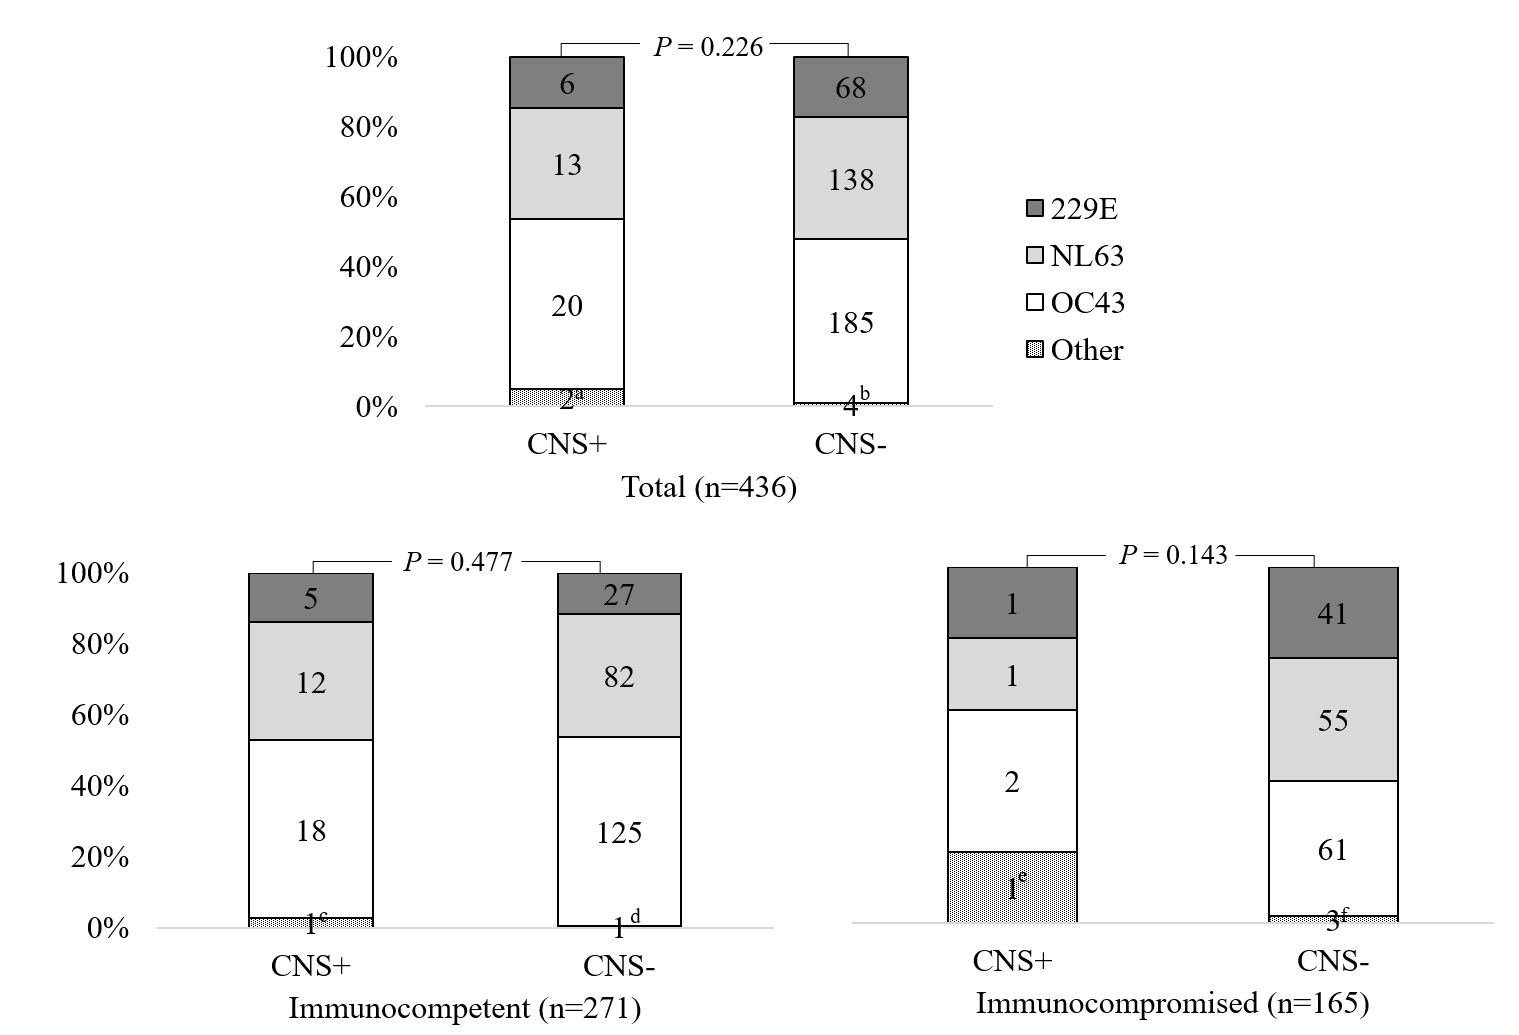 P = 0.226
100%
80%
60%
40%
20%
0%
6
13
20
2a
68
138
185
4b
CNS+
CNS-
Total (n=436)
229E
NL63
OC43
Other
P = 0.477
100%
80%
60%
40%
20%
0%
5
12
18
1c
27
82
125
1d
CNS+
CNS-
Immunocompetent (n=271)
P = 0.143
1
1
2
1e
41
55
61
3f
CNS+
CNS-
Immunocompromised (n=165)